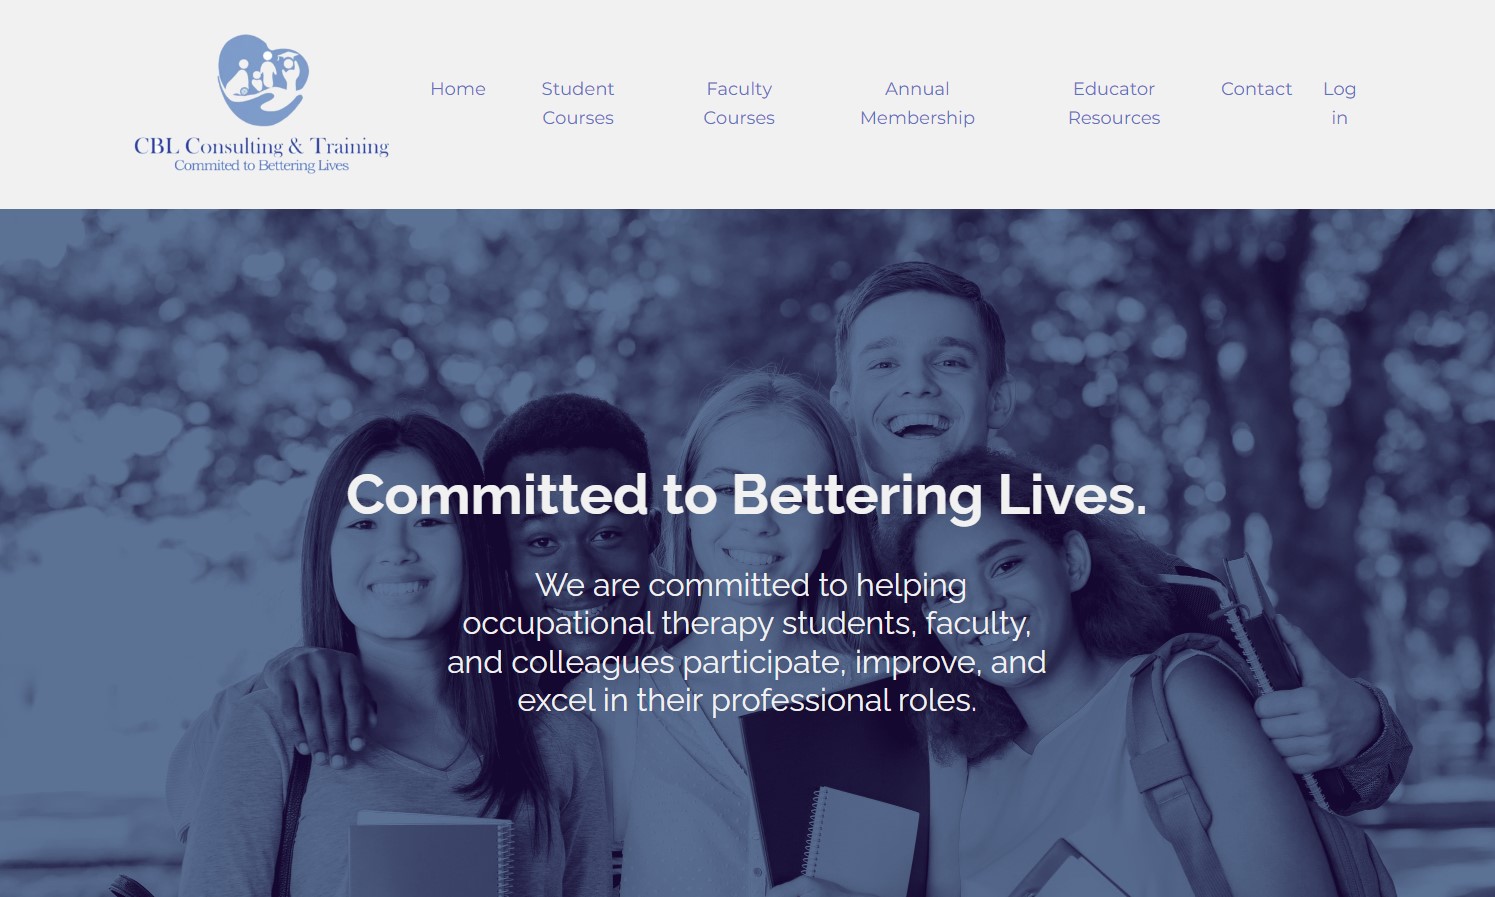 CBL Consulting & Training
Commited to Bettering Lives
Home
Student
Courses
Faculty
Courses
Annual
Membership
Educator
Resources
Contact
Log
in
Committed to Bettering Lives.
We are committed to helping
occupational therapy students, faculty,
and colleagues participate, improve, and
excel in their professional roles.